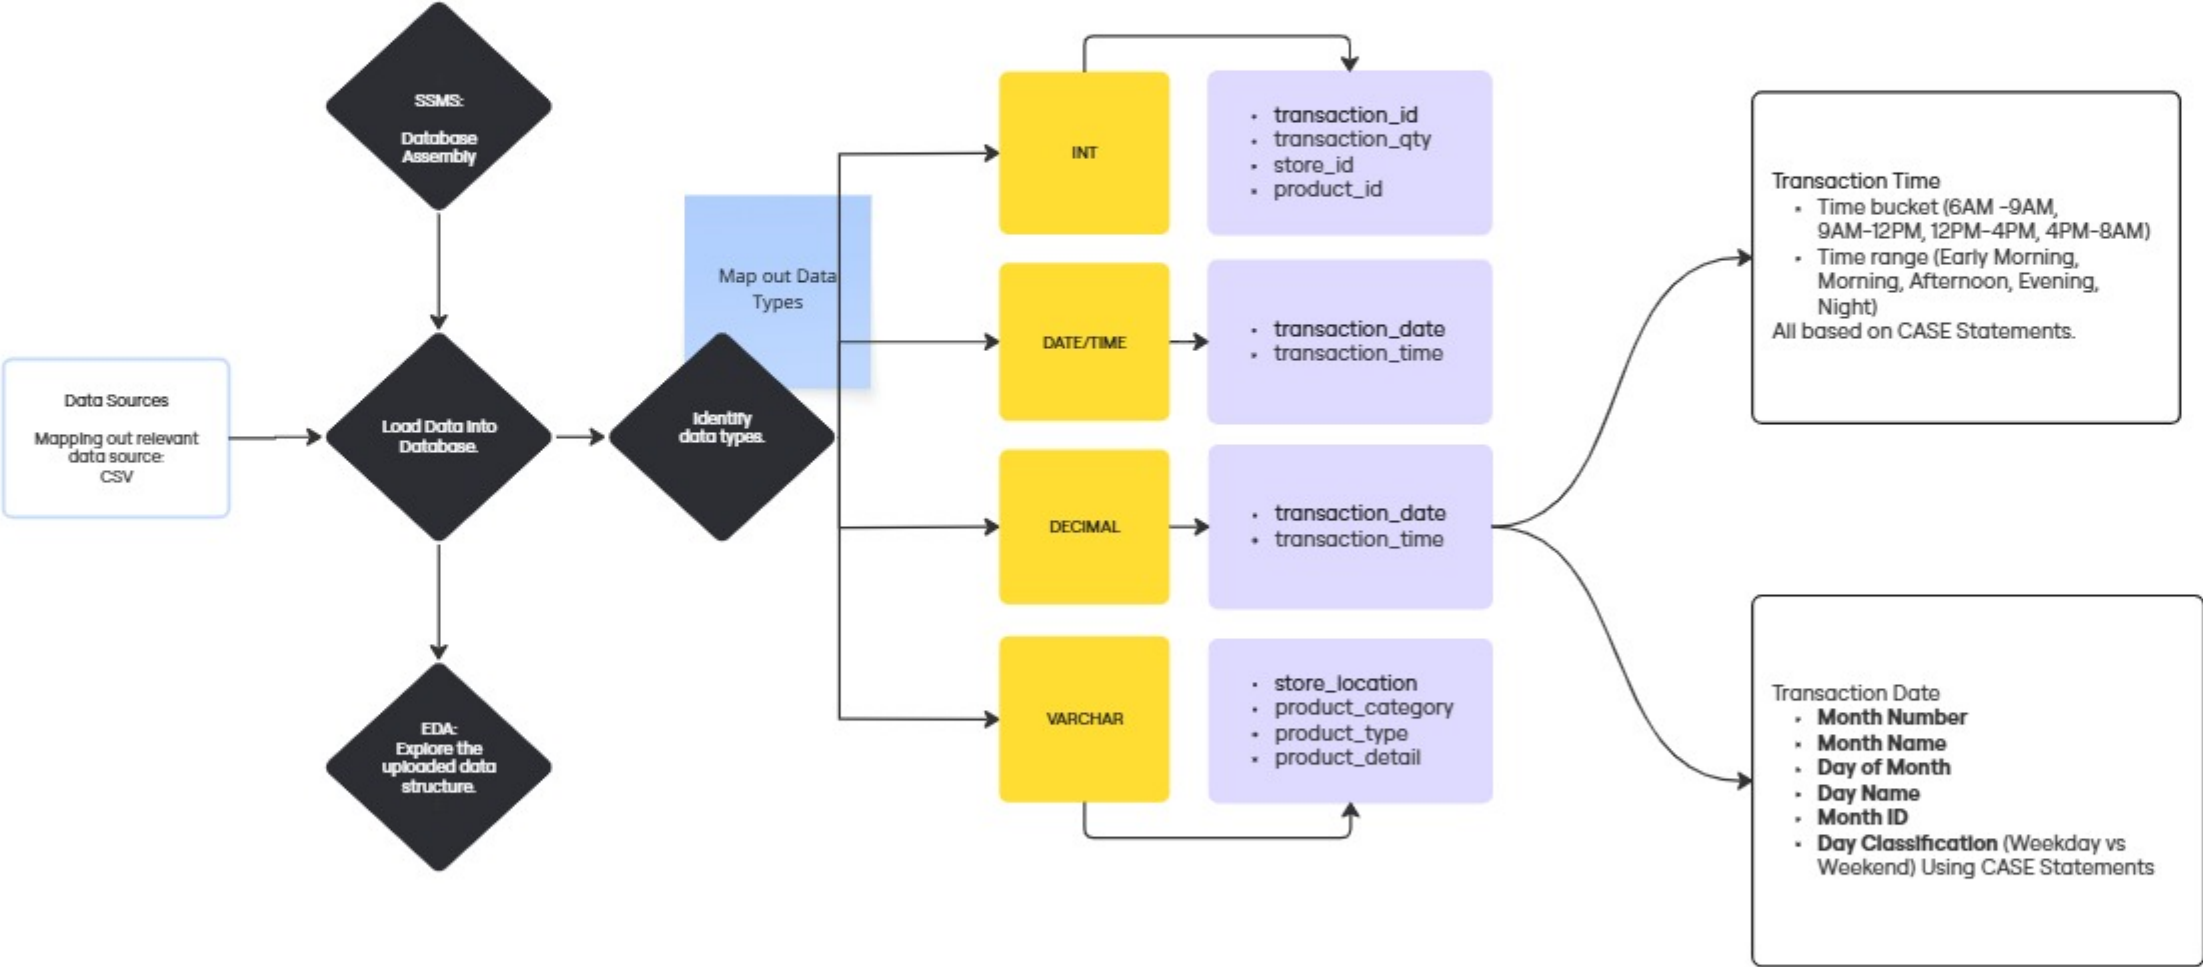 SSMS:
Database
Assembly
Data Sources
Mapping out relevant
data source:
CSV
Load Data into
Database.
EDA:
Explore the
uploaded data
structure.
Map out Data
Types
Identify
data types.
INT
• transaction_id
• transaction_qty
• store_id
• product_id
DATE/TIME
• transaction_date
• transaction_time
DECIMAL
• transaction_date
• transaction_time
VARCHAR
• store_location
• product_category
• product_type
• product_detail
Transaction Time
• Time bucket (6AM -9AM,
9AM-12PM, 12PM-4PM, 4PM-8AM)
• Time range (Early Morning,
Morning, Afternoon, Evening,
Night)
All based on CASE Statements.
Transaction Date
• Month Number
• Month Name
• Day of Month
• Day Name
• Month ID
• Day Classification (Weekday vs
Weekend) Using CASE Statements